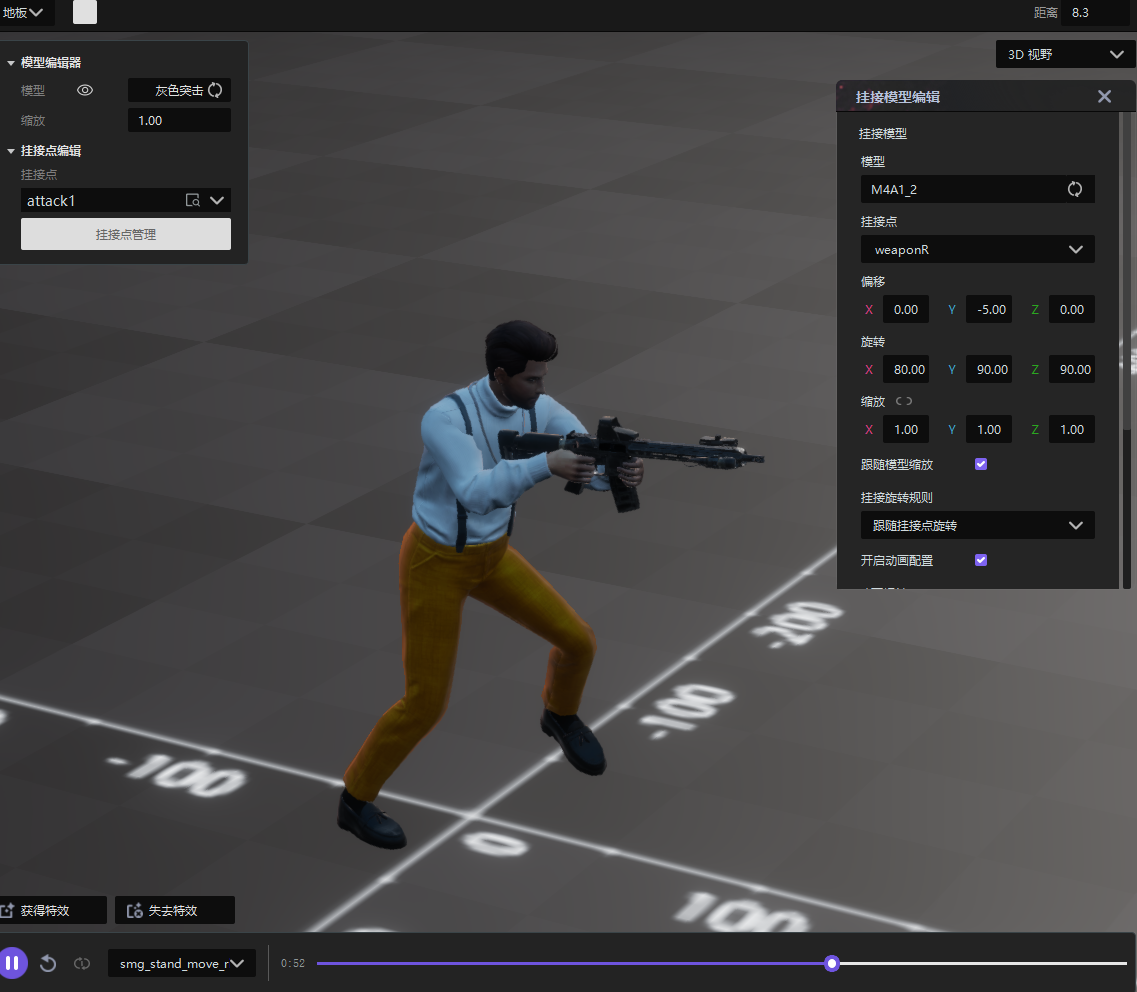 地板
距离 8.3
3D 视野
模型编辑器
模型 灰色突击
缩放 1.00
挂接点编辑
挂接点
attack1
挂接点管理
挂接模型编辑
挂接模型
模型
M4A1_2
挂接点
weaponR
偏移
X 0.00 Y -5.00 Z 0.00
旋转
X 80.00 Y 90.00 Z 90.00
缩放
X 1.00 Y 1.00 Z 1.00
跟随模型缩放
挂接旋转规则
跟随挂接点旋转
开启动画配置
-200
-100
-100
0
100
获得特效 失去特效
smg_stand_move_r 0:52